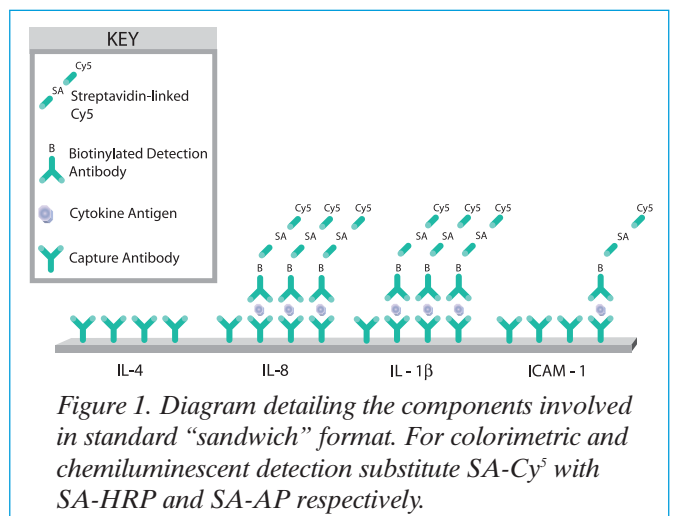 KEY
Cy5
SA
Streptavidin-linked
Cy5
B
Biotinylated Detection
Antibody
Cytokine Antigen
Capture Antibody
Cy5 Cy5 Cy5
SA SA SA
B B B
Cy5 Cy5 Cy5
SA SA SA
B B B
Cy5
SA
B
IL-4 IL-8 IL - 1β ICAM - 1
Figure 1. Diagram detailing the components involved
in standard “sandwich” format. For colorimetric and
chemiluminescent detection substitute SA-Cy⁵ with
SA-HRP and SA-AP respectively.